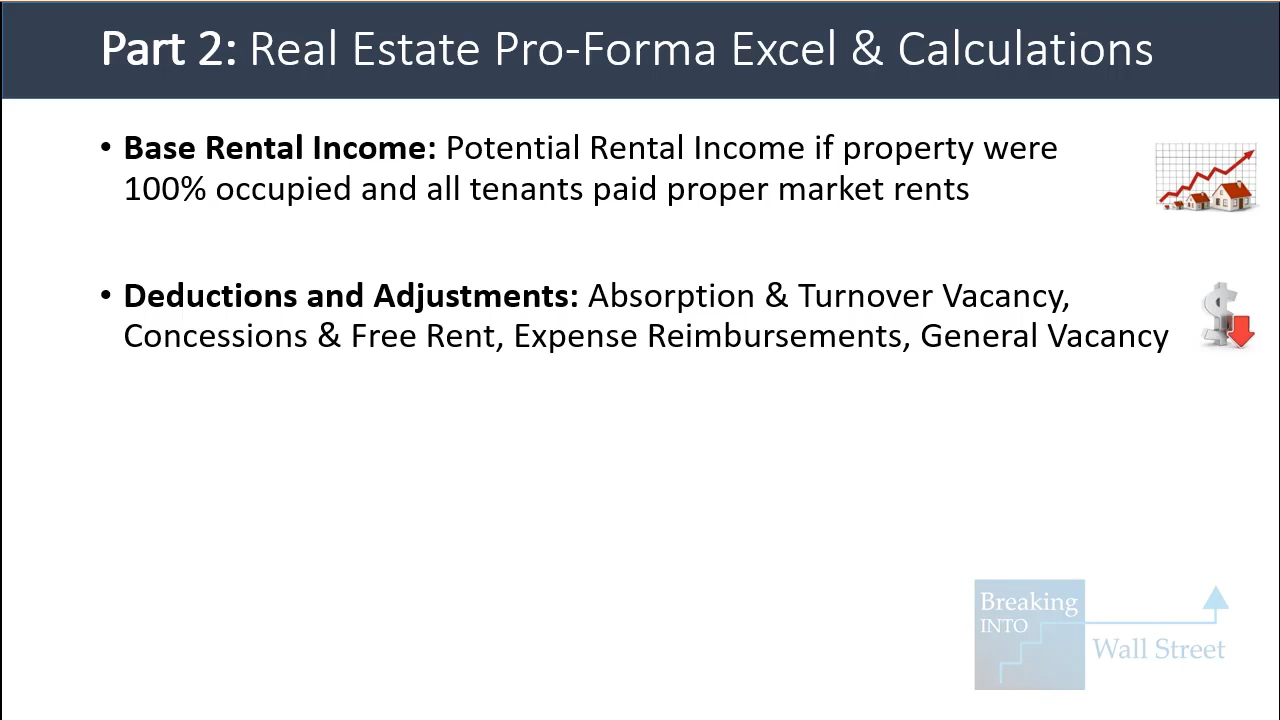 Part 2: Real Estate Pro-Forma Excel & Calculations
• Base Rental Income: Potential Rental Income if property were
100% occupied and all tenants paid proper market rents
• Deductions and Adjustments: Absorption & Turnover Vacancy,
Concessions & Free Rent, Expense Reimbursements, General Vacancy
Breaking
INTO
Wall Street